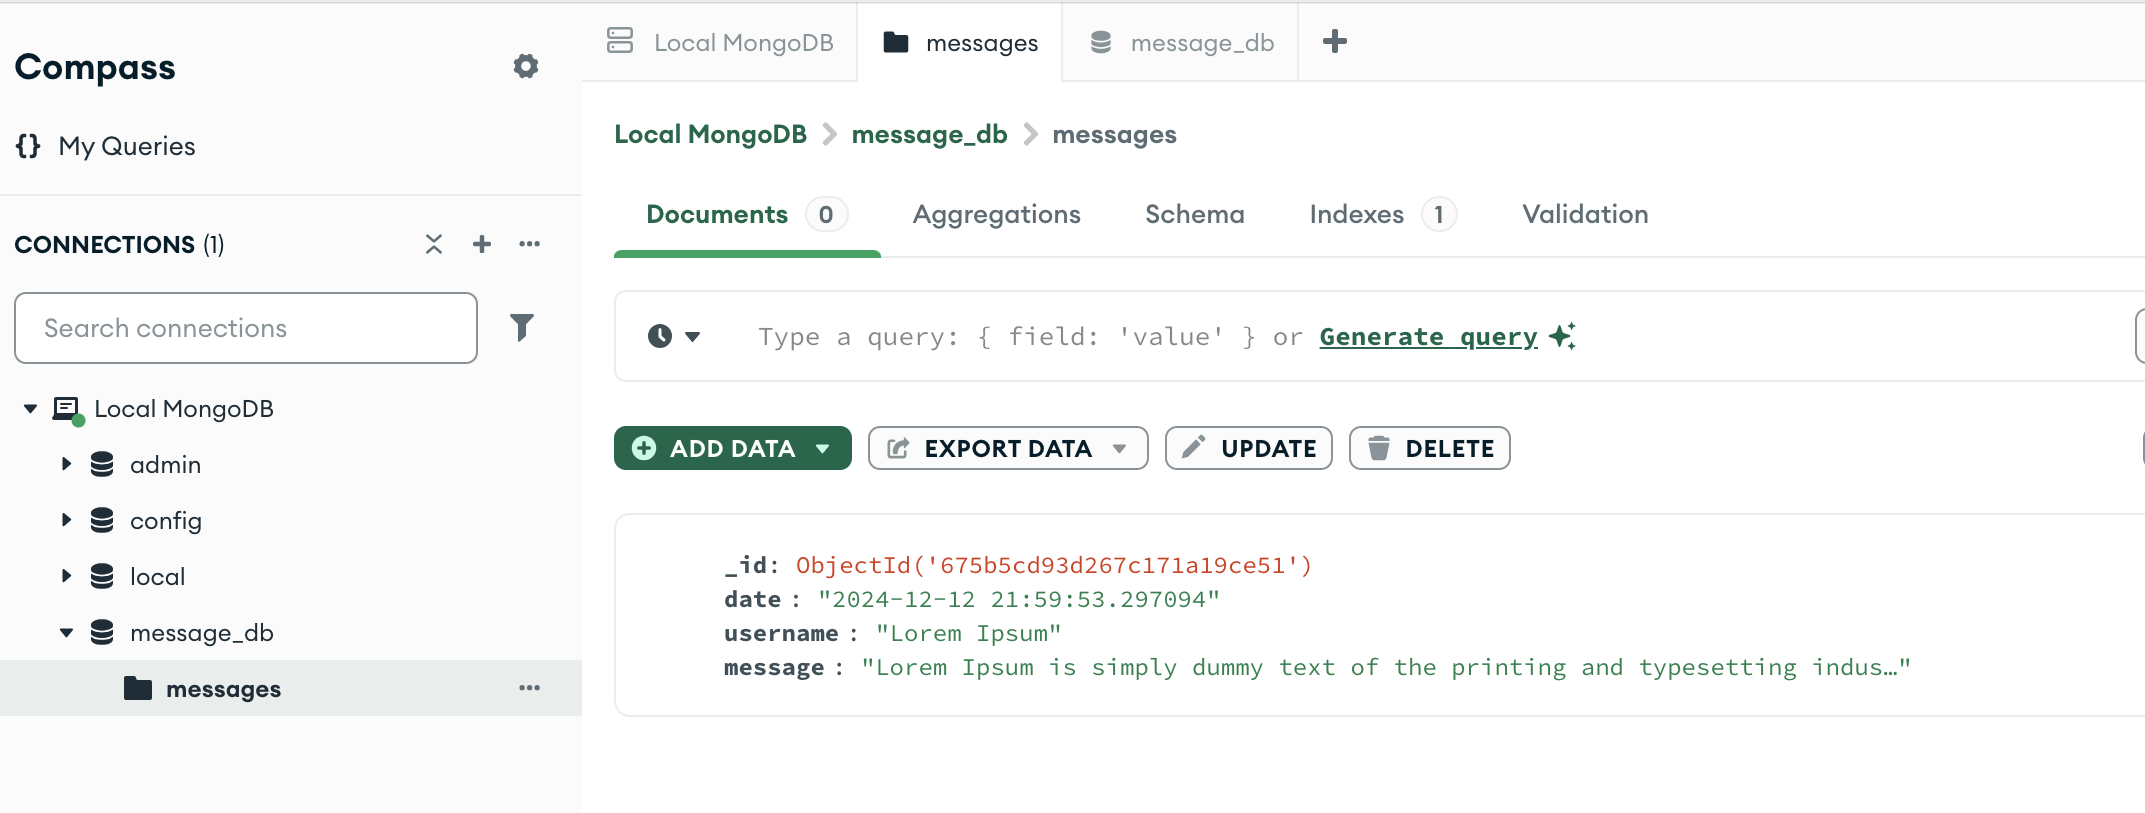 Compass
My Queries
CONNECTIONS (1)
Search connections
Local MongoDB
admin
config
local
message_db
messages
Local MongoDB
messages
message_db
Local MongoDB > message_db > messages
Documents 0 Aggregations Schema Indexes 1 Validation
Type a query: { field: 'value' } or Generate query
ADD DATA EXPORT DATA UPDATE DELETE
_id: ObjectId('675b5cd93d267c171a19ce51')
date : "2024-12-12 21:59:53.297094"
username : "Lorem Ipsum"
message : "Lorem Ipsum is simply dummy text of the printing and typesetting indus…"